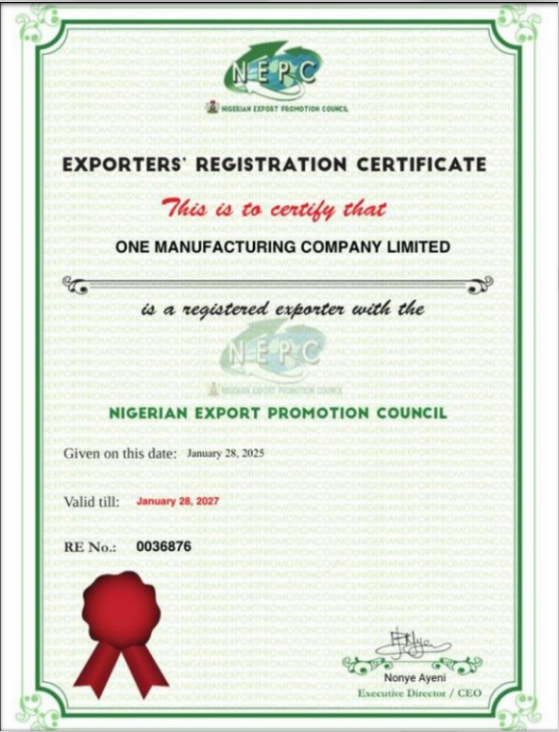 NEPC
NIGERIAN EXPORT PROMOTION COUNCIL
EXPORTERS' REGISTRATION CERTIFICATE
This is to certify that
ONE MANUFACTURING COMPANY LIMITED
is a registered exporter with the
NEPC
NIGERIAN EXPORT PROMOTION COUNCIL
NIGERIAN EXPORT PROMOTION COUNCIL
Given on this date: January 28, 2025
Valid till: January 28, 2027
RE No.: 0036876
Nonye Ayeni
Executive Director / CEO